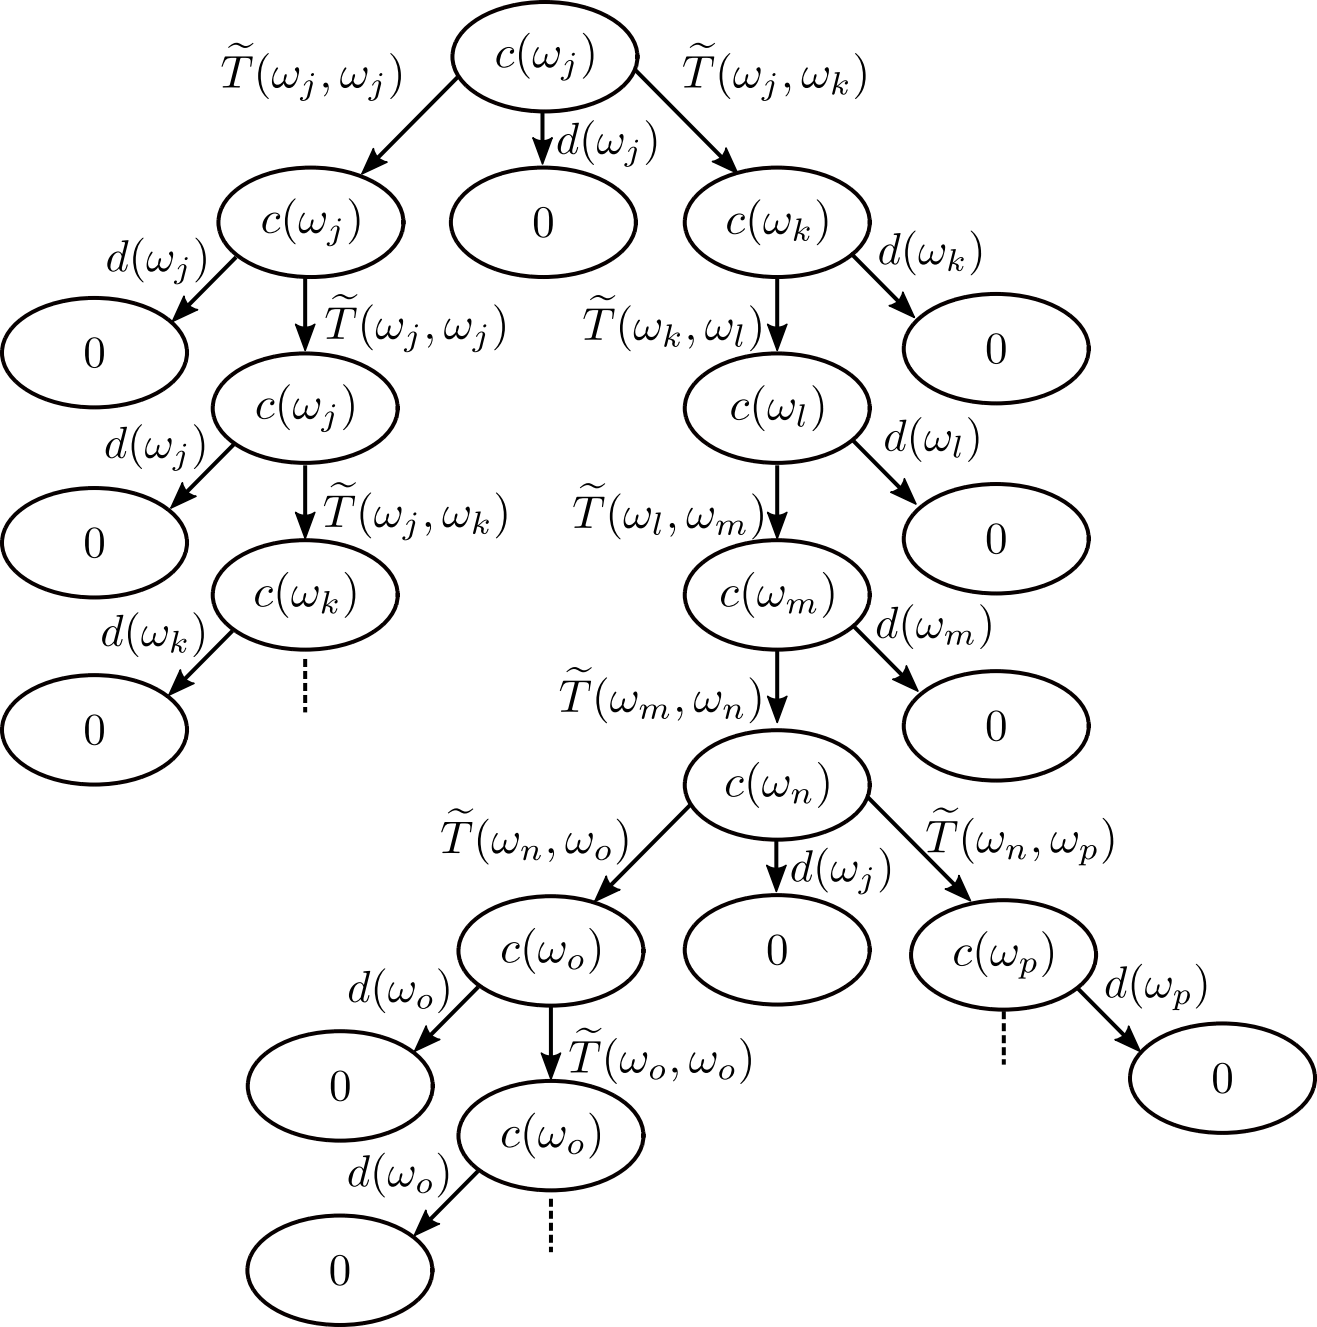 c(ω_j)
T̃(ω_j, ω_j)
T̃(ω_j, ω_k)
d(ω_j)
c(ω_j)
0
c(ω_k)
d(ω_j)
d(ω_k)
T̃(ω_j, ω_j)
T̃(ω_k, ω_l)
0
0
c(ω_j)
c(ω_l)
d(ω_j)
d(ω_l)
T̃(ω_j, ω_k)
T̃(ω_l, ω_m)
0
0
c(ω_k)
c(ω_m)
d(ω_k)
d(ω_m)
T̃(ω_m, ω_n)
0
0
c(ω_n)
T̃(ω_n, ω_o)
T̃(ω_n, ω_p)
d(ω_j)
c(ω_o)
0
c(ω_p)
d(ω_o)
d(ω_p)
T̃(ω_o, ω_o)
0
0
c(ω_o)
d(ω_o)
0